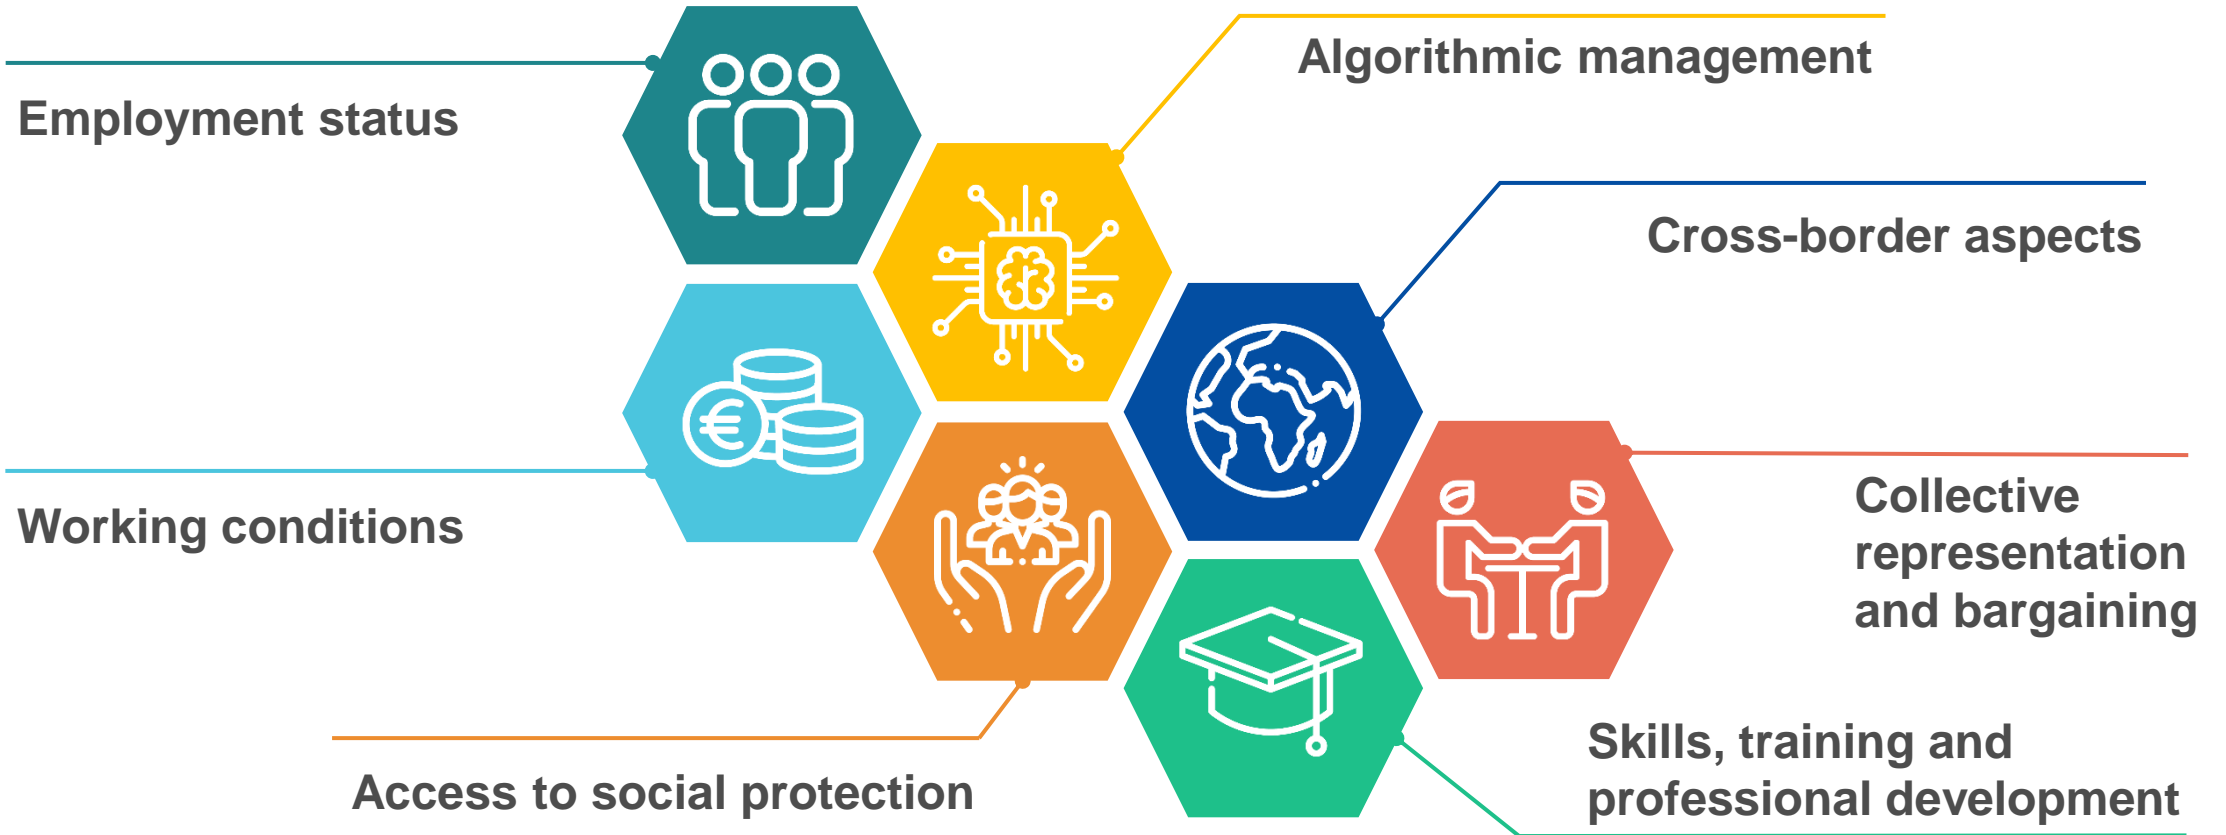 Employment status
Algorithmic management
Cross-border aspects
Working conditions
Collective
representation
and bargaining
Access to social protection
Skills, training and
professional development
€